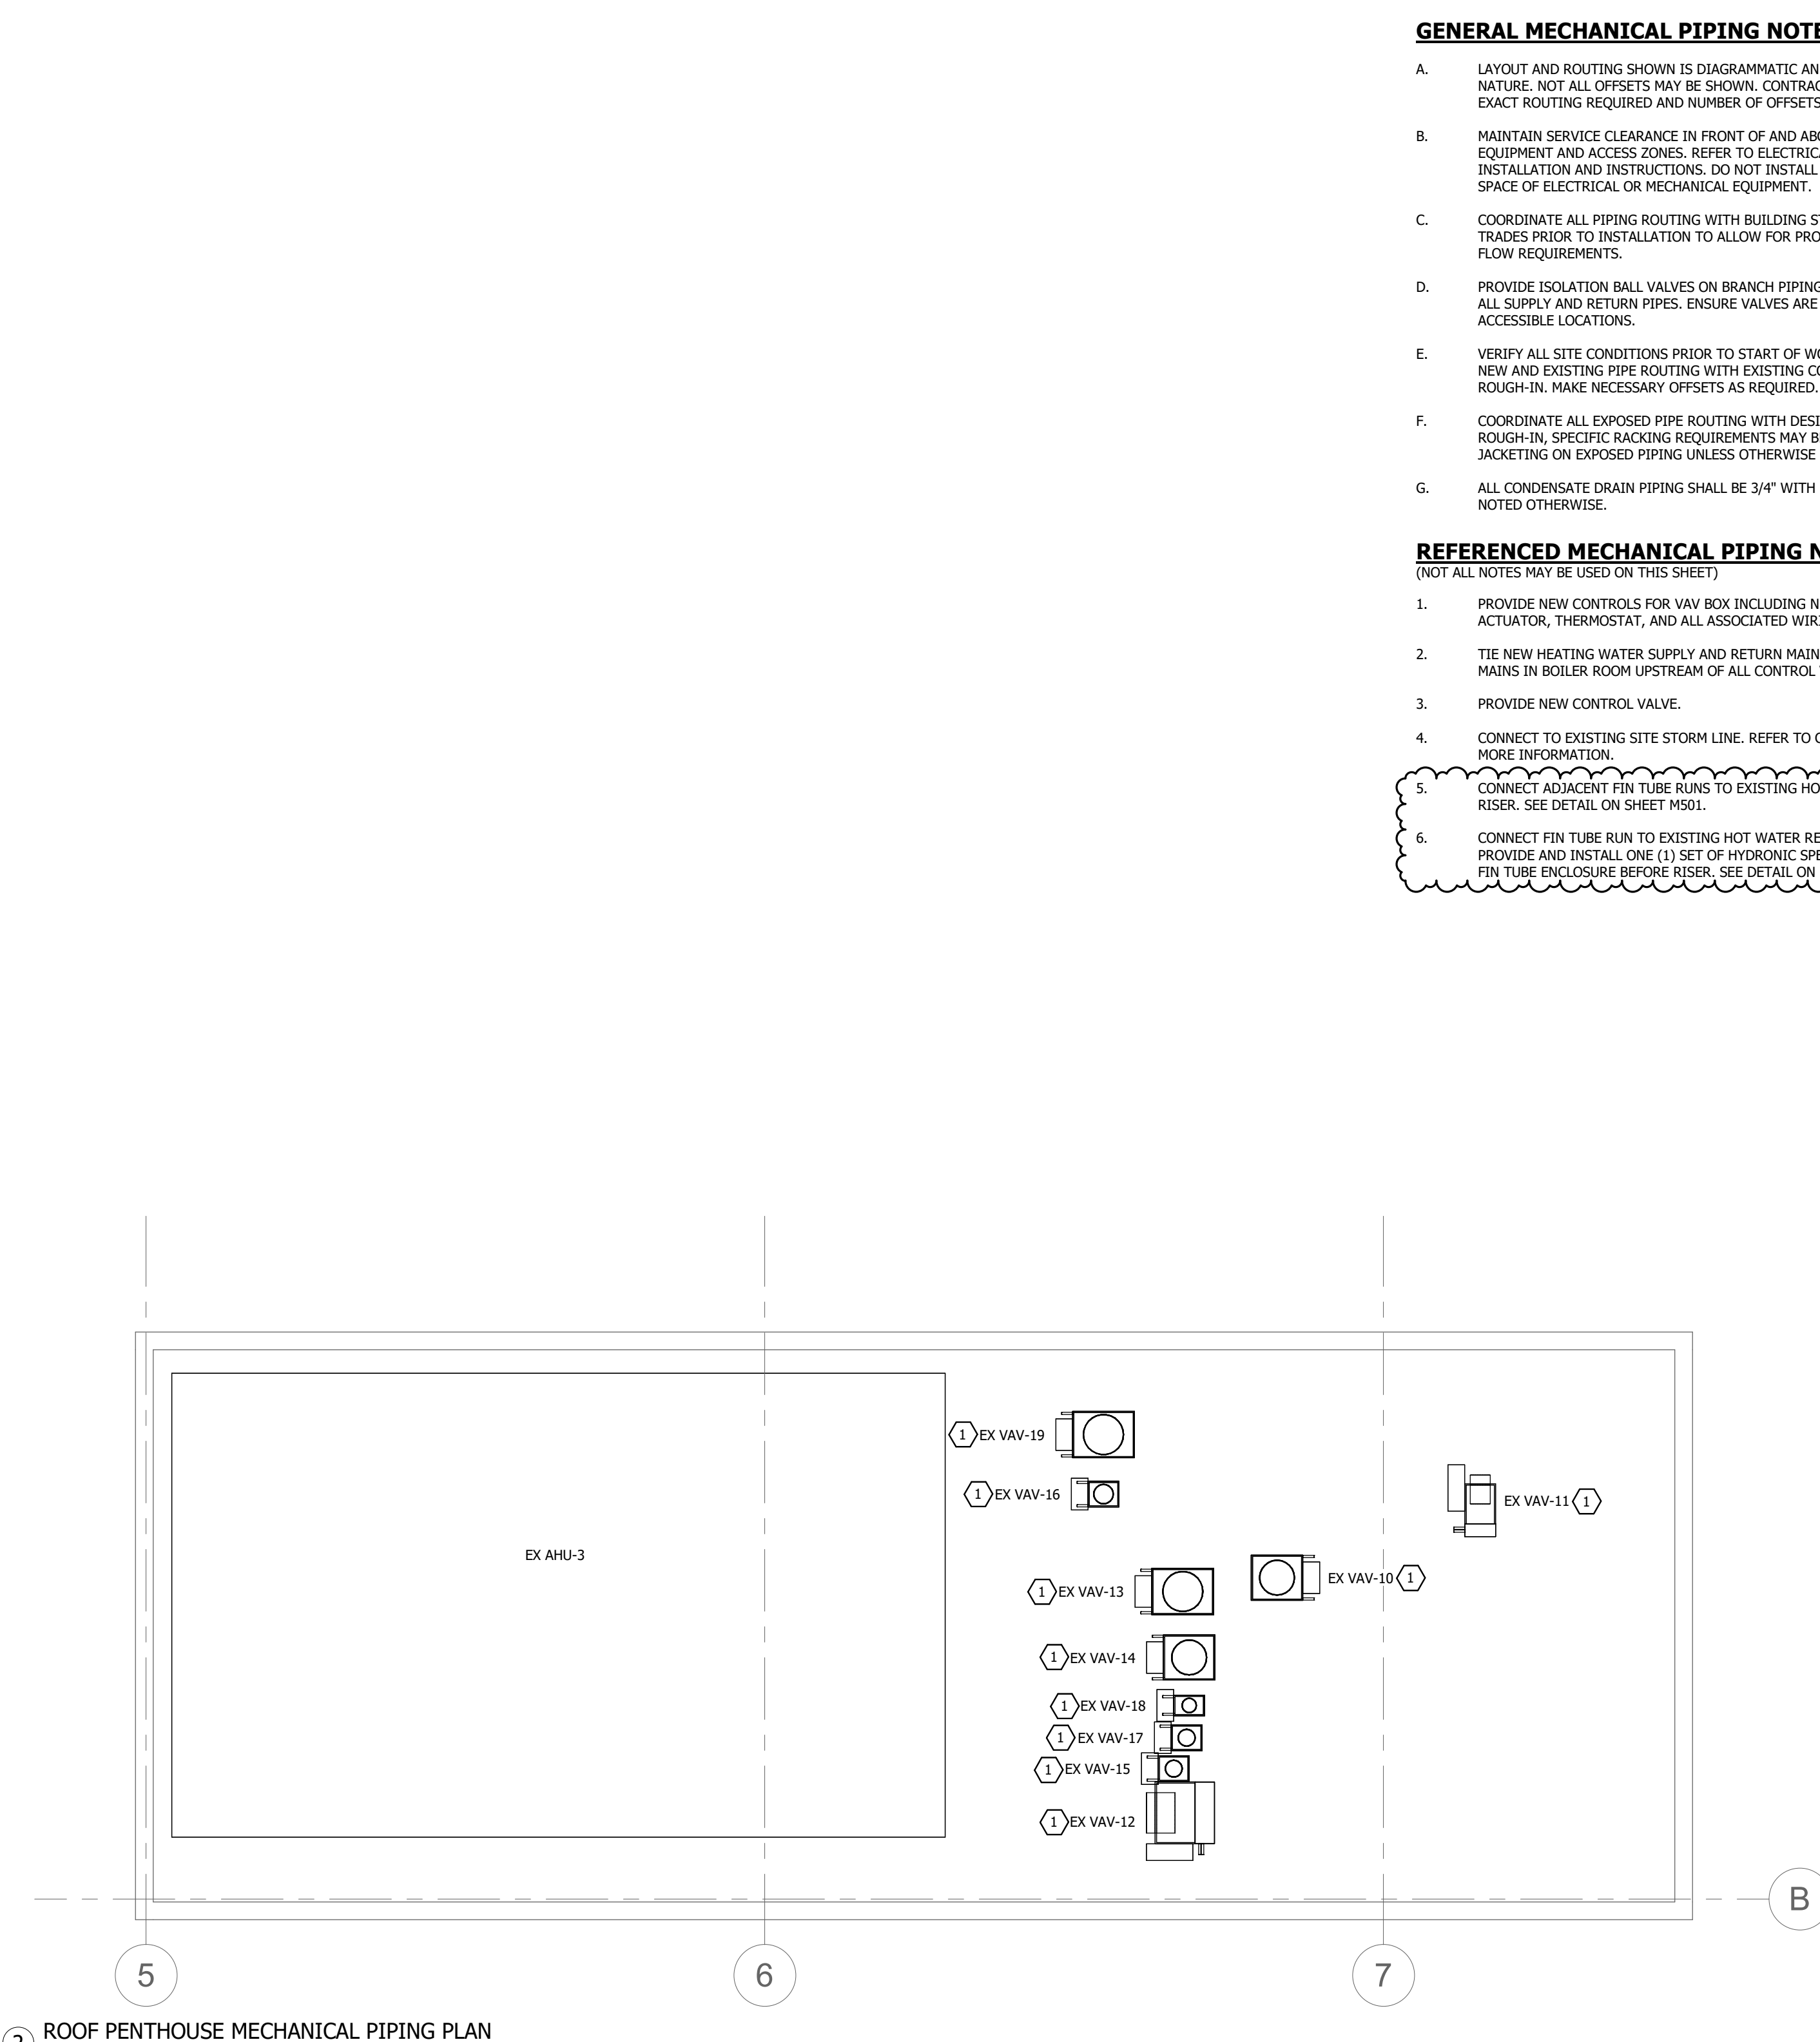 GENERAL MECHANICAL PIPING
A. LAYOUT AND ROUTING SHOWN IS DIAGRAMMATIC
NATURE. NOT ALL OFFSETS MAY BE SHOWN.
EXACT ROUTING REQUIRED AND NUMBER OF OFFSETS
B. MAINTAIN SERVICE CLEARANCE IN FRONT OF AND
EQUIPMENT AND ACCESS ZONES. REFER TO
INSTALLATION AND INSTRUCTIONS. DO NOT INSTALL
SPACE OF ELECTRICAL OR MECHANICAL EQUIPMENT.
C. COORDINATE ALL PIPING ROUTING WITH BUILDING
TRADES PRIOR TO INSTALLATION TO ALLOW FOR
FLOW REQUIREMENTS.
D. PROVIDE ISOLATION BALL VALVES ON BRANCH PIPING
ALL SUPPLY AND RETURN PIPES. ENSURE VALVES ARE
ACCESSIBLE LOCATIONS.
E. VERIFY ALL SITE CONDITIONS PRIOR TO START OF
NEW AND EXISTING PIPE ROUTING WITH EXISTING
ROUGH-IN. MAKE NECESSARY OFFSETS AS REQUIRED.
F. COORDINATE ALL EXPOSED PIPE ROUTING WITH
ROUGH-IN, SPECIFIC RACKING REQUIREMENTS MAY
JACKETING ON EXPOSED PIPING UNLESS OTHERWISE
G. ALL CONDENSATE DRAIN PIPING SHALL BE 3/4" WITH
NOTED OTHERWISE.
REFERENCED MECHANICAL PIPING
(NOT ALL NOTES MAY BE USED ON THIS SHEET)
1. PROVIDE NEW CONTROLS FOR VAV BOX INCLUDING
ACTUATOR, THERMOSTAT, AND ALL ASSOCIATED
2. TIE NEW HEATING WATER SUPPLY AND RETURN
MAINS IN BOILER ROOM UPSTREAM OF ALL CONTROL
3. PROVIDE NEW CONTROL VALVE.
4. CONNECT TO EXISTING SITE STORM LINE. REFER TO
MORE INFORMATION.
5. CONNECT ADJACENT FIN TUBE RUNS TO EXISTING
RISER. SEE DETAIL ON SHEET M501.
6. CONNECT FIN TUBE RUN TO EXISTING HOT WATER
PROVIDE AND INSTALL ONE (1) SET OF HYDRONIC
FIN TUBE ENCLOSURE BEFORE RISER. SEE DETAIL ON
1 EX VAV-19
1 EX VAV-16
EX VAV-11 1
EX AHU-3
EX VAV-10 1
1 EX VAV-13
1 EX VAV-14
1 EX VAV-18
1 EX VAV-17
1 EX VAV-15
1 EX VAV-12
B
5
6
7
ROOF PENTHOUSE MECHANICAL PIPING PLAN